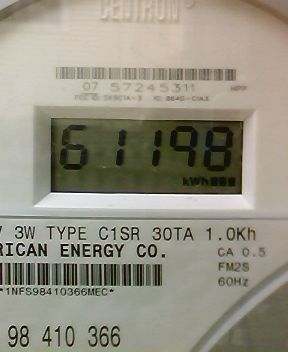 CENTRON®
07 57245311 HPP
61198
kWh
V 3W TYPE C1SR 30TA 1.0Kh
RICAN ENERGY CO. CA 0.5
FM2S
*1NFS98410366MEC* 60Hz
98 410 366